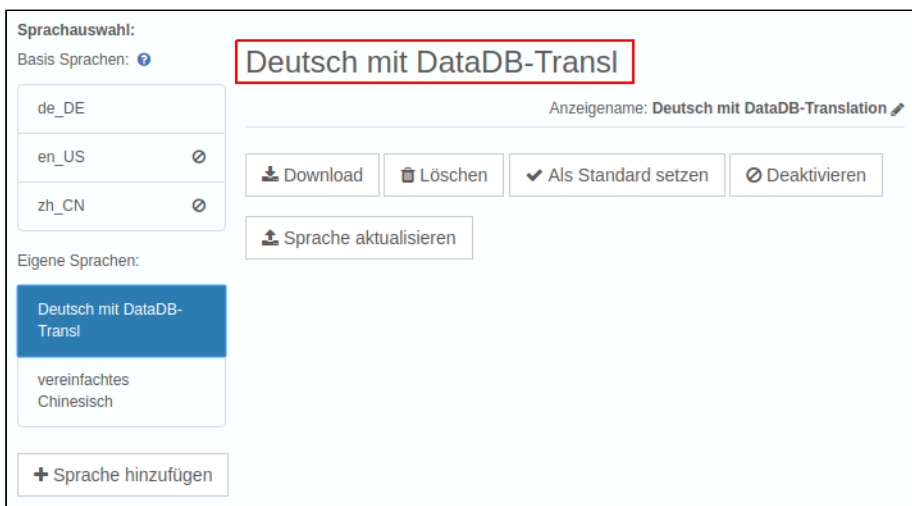 Sprachauswahl:
Basis Sprachen:
de_DE
en_US
zh_CN
Eigene Sprachen:
Deutsch mit DataDB-
Transl
vereinfachtes
Chinesisch
Sprache hinzufügen
Deutsch mit DataDB-Transl
Anzeigename: Deutsch mit DataDB-Translation
Download Löschen Als Standard setzen Deaktivieren
Sprache aktualisieren